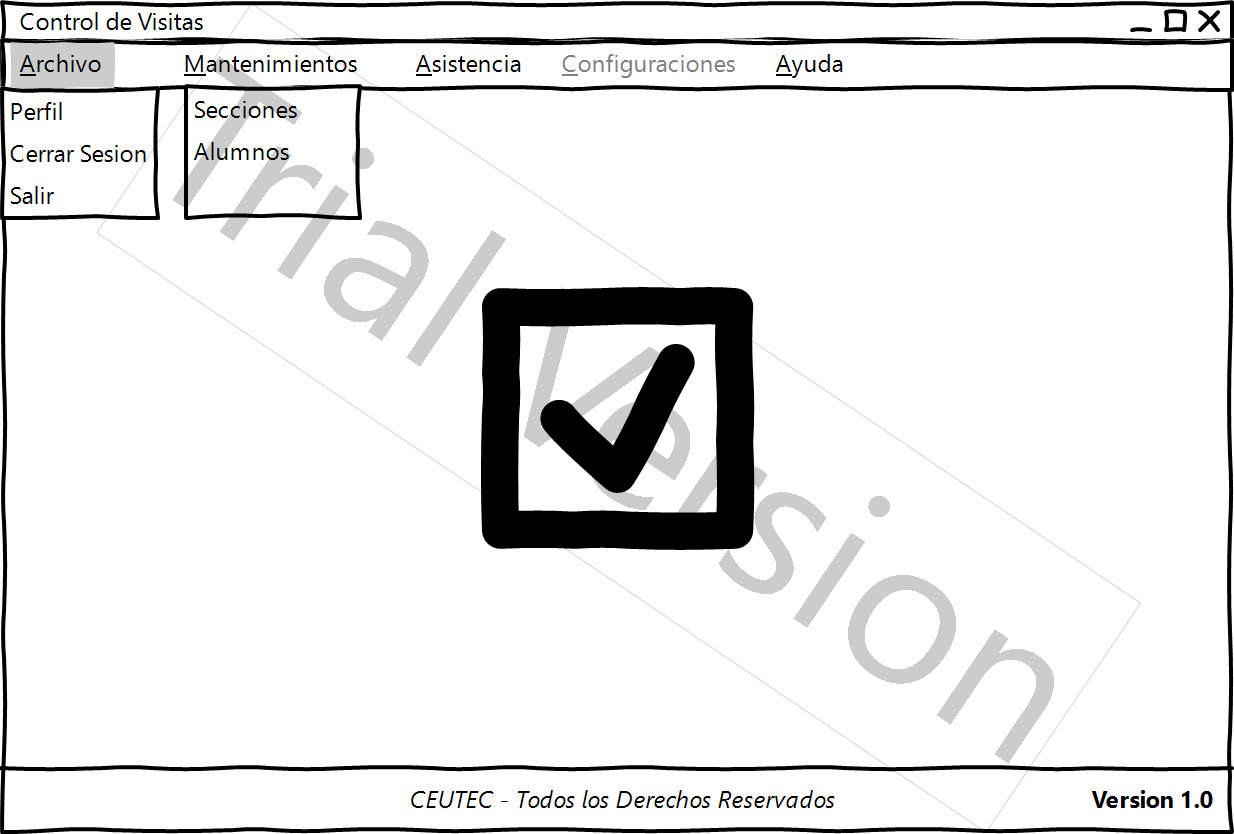 Control de Visitas
Archivo Mantenimientos Asistencia Configuraciones Ayuda
Perfil
Cerrar Sesion
Salir
Secciones
Alumnos
Trial Version
CEUTEC - Todos los Derechos Reservados
Version 1.0